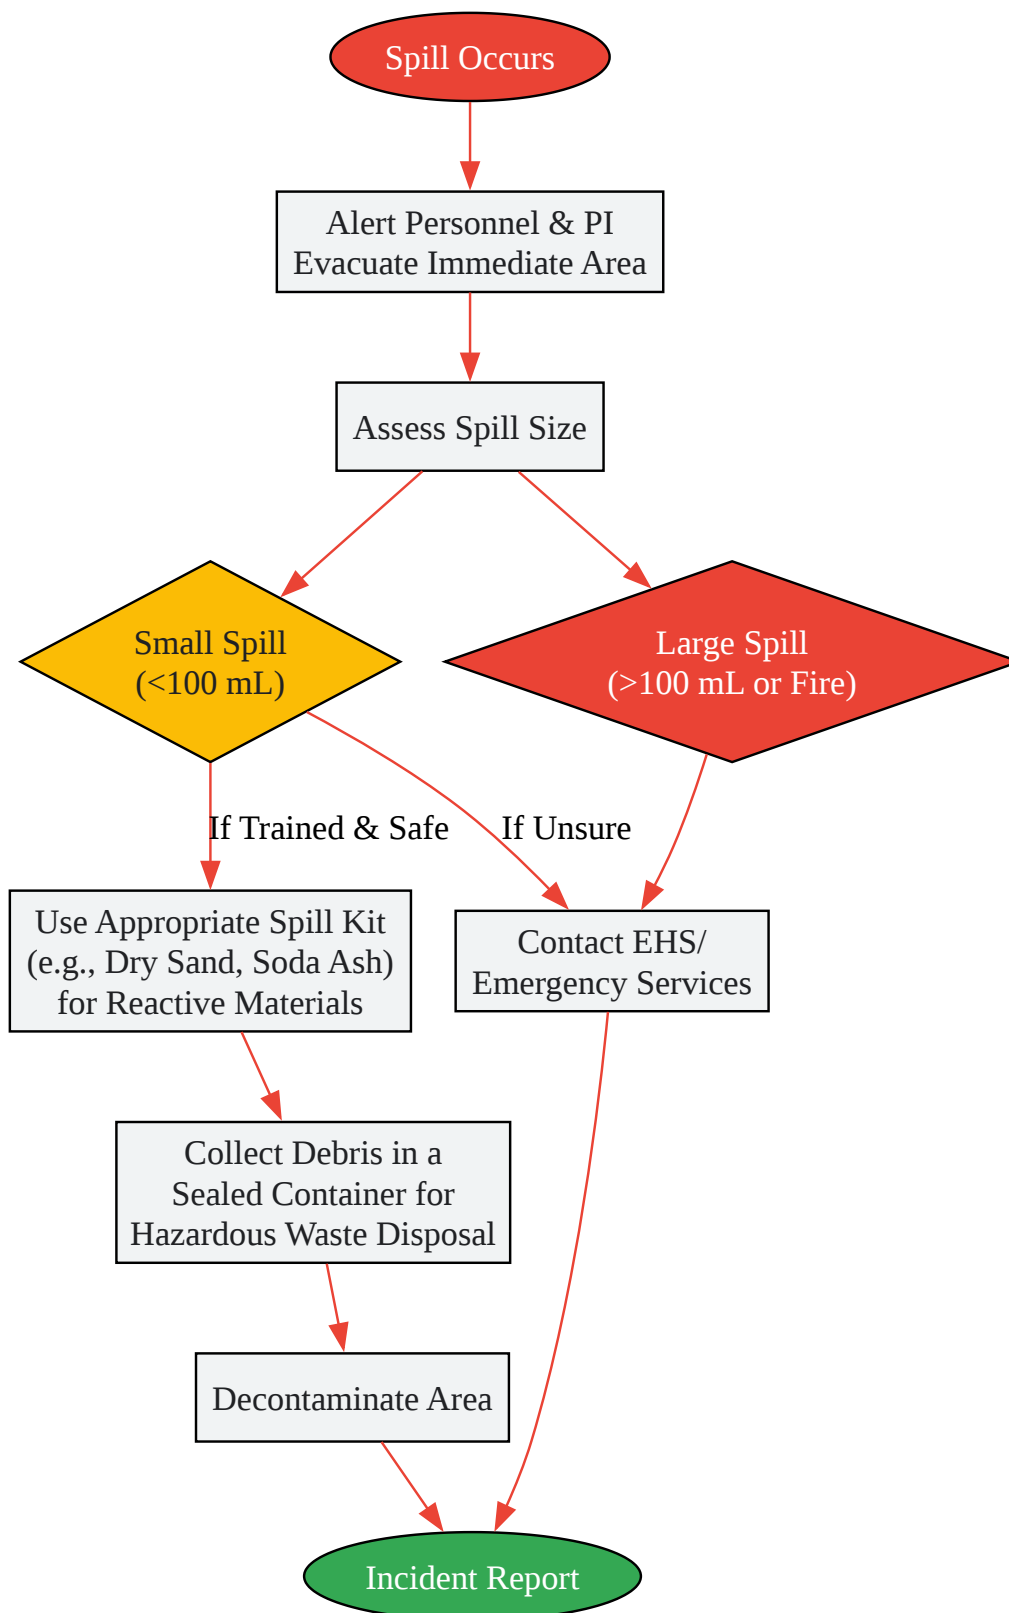 Spill Occurs
Alert Personnel & PI
Evacuate Immediate Area
Assess Spill Size
Small Spill
(<100 mL)
Large Spill
(>100 mL or Fire)
If Trained & Safe
If Unsure
Use Appropriate Spill Kit
(e.g., Dry Sand, Soda Ash)
for Reactive Materials
Contact EHS/
Emergency Services
Collect Debris in a
Sealed Container for
Hazardous Waste Disposal
Decontaminate Area
Incident Report